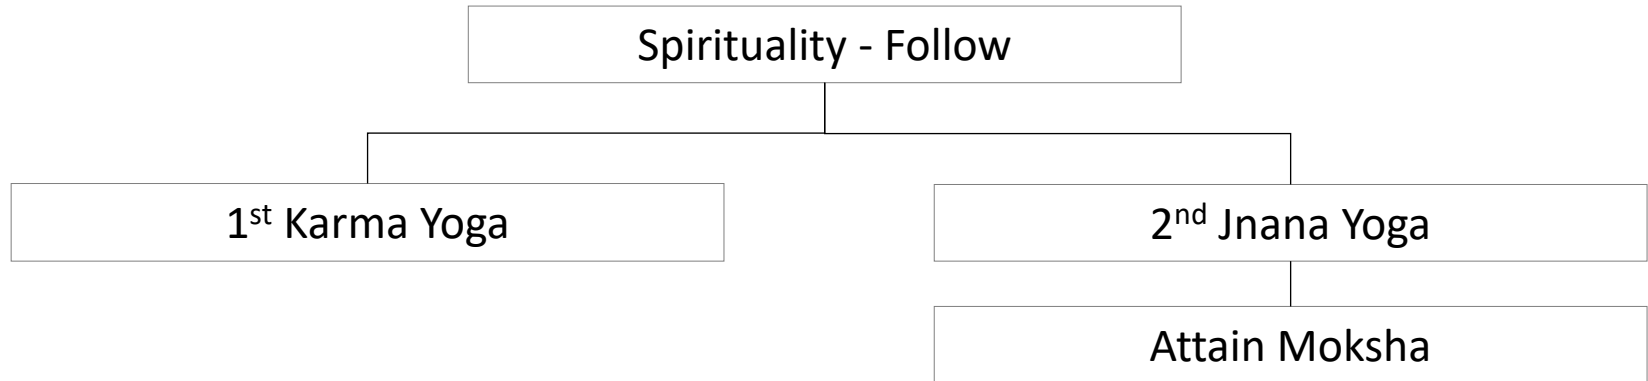 Spirituality - Follow
1st Karma Yoga
2nd Jnana Yoga
Attain Moksha